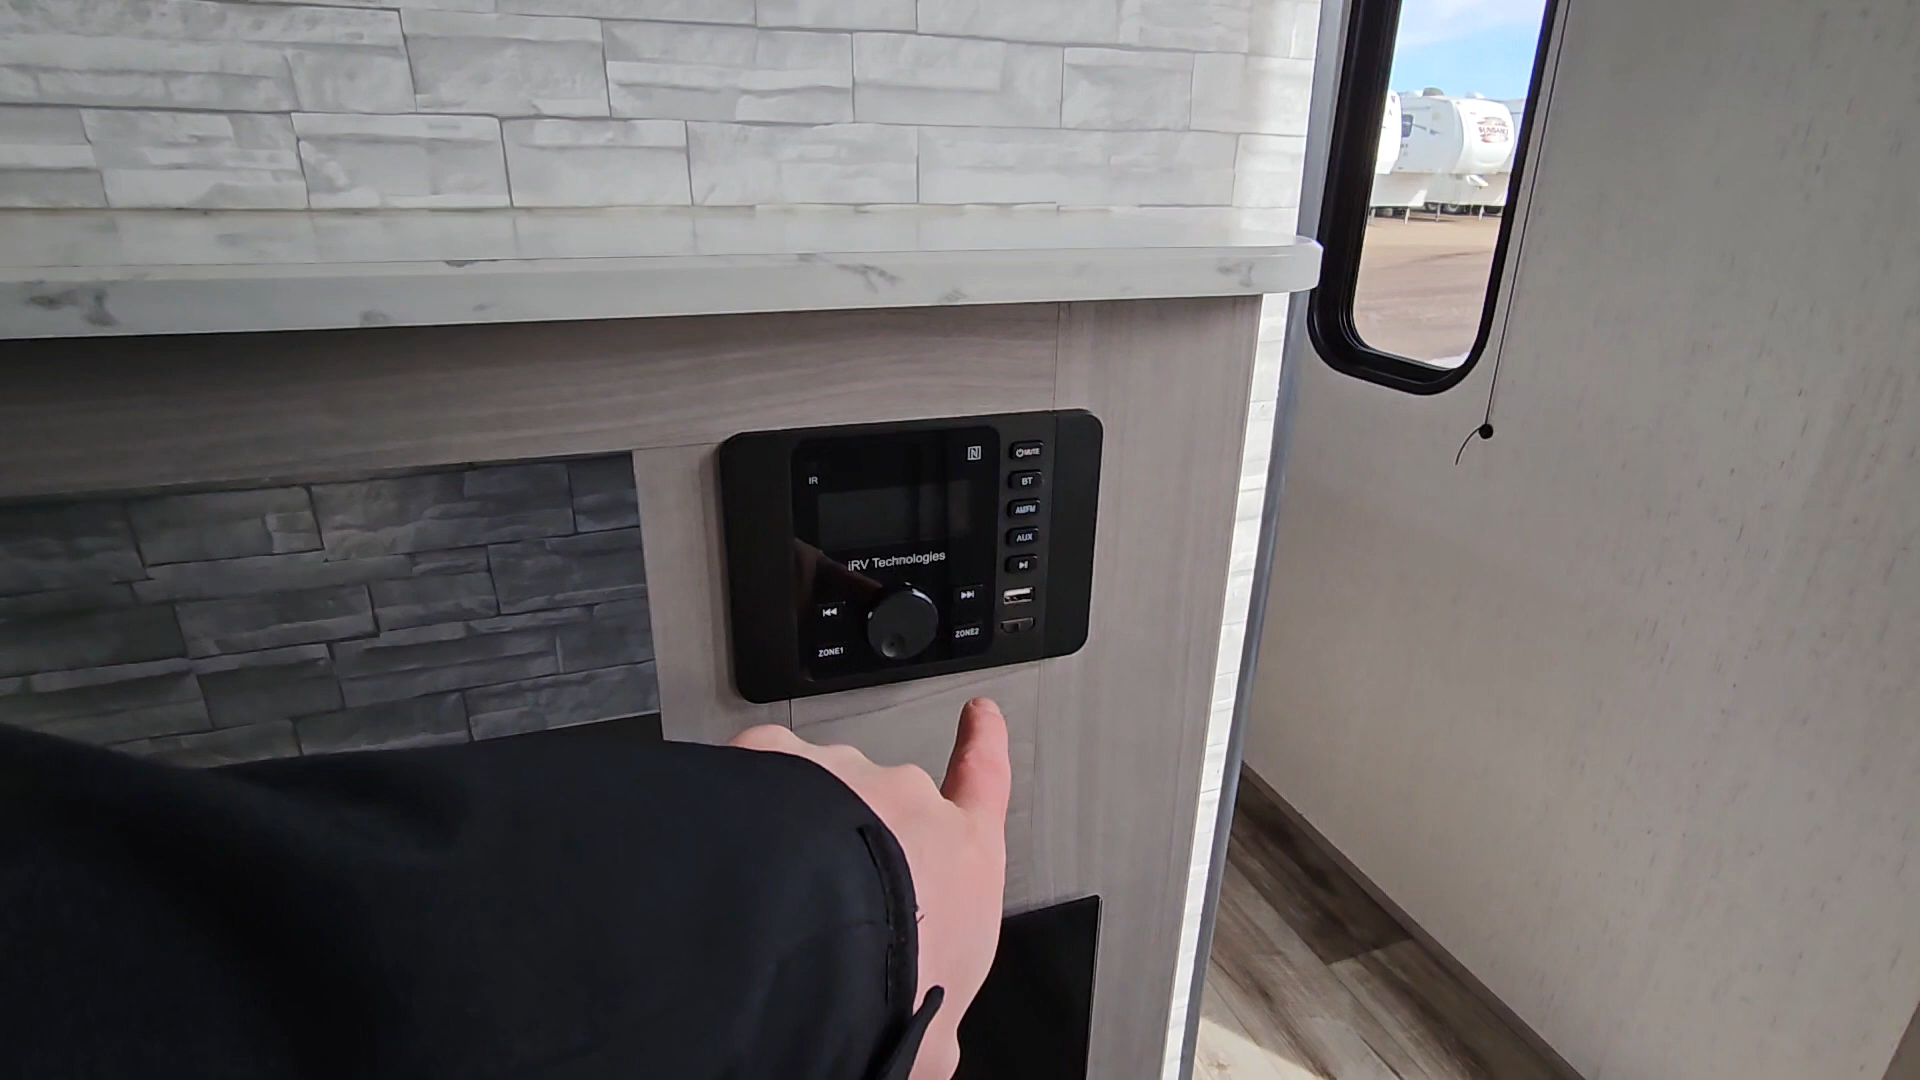 IR
MUTE
BT
AM/FM
AUX
iRV Technologies
ZONE1
ZONE2